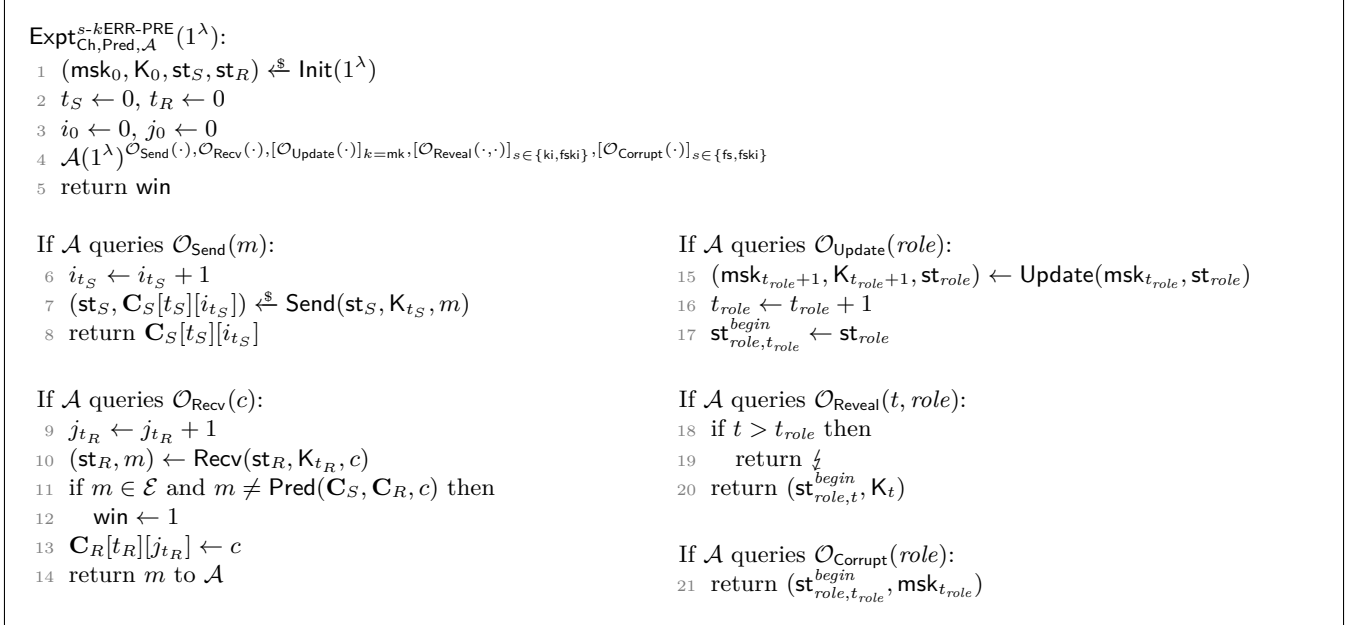 Expt^{s-kERR-PRE}_{Ch,Pred,𝒜}(1^λ):
1 (msk_0, K_0, st_S, st_R) ←$ Init(1^λ)
2 t_S ← 0, t_R ← 0
3 i_0 ← 0, j_0 ← 0
4 𝒜(1^λ)^{𝒪_Send(·),𝒪_Recv(·),[𝒪_Update(·)]_{k=mk},[𝒪_Reveal(·,·)]_{s∈{ki,fski}},[𝒪_Corrupt(·)]_{s∈{fs,fski}}}
5 return win
If 𝒜 queries 𝒪_Send(m):
6 i_{t_S} ← i_{t_S} + 1
7 (st_S, C_S[t_S][i_{t_S}]) ←$ Send(st_S, K_{t_S}, m)
8 return C_S[t_S][i_{t_S}]
If 𝒜 queries 𝒪_Recv(c):
9 j_{t_R} ← j_{t_R} + 1
10 (st_R, m) ← Recv(st_R, K_{t_R}, c)
11 if m ∈ ℰ and m ≠ Pred(C_S, C_R, c) then
12 win ← 1
13 C_R[t_R][j_{t_R}] ← c
14 return m to 𝒜
If 𝒜 queries 𝒪_Update(role):
15 (msk_{t_role+1}, K_{t_role+1}, st_role) ← Update(msk_{t_role}, st_role)
16 t_role ← t_role + 1
17 st^{begin}_{role,t_role} ← st_role
If 𝒜 queries 𝒪_Reveal(t, role):
18 if t > t_role then
19 return ↯
20 return (st^{begin}_{role,t}, K_t)
If 𝒜 queries 𝒪_Corrupt(role):
21 return (st^{begin}_{role,t_role}, msk_{t_role})